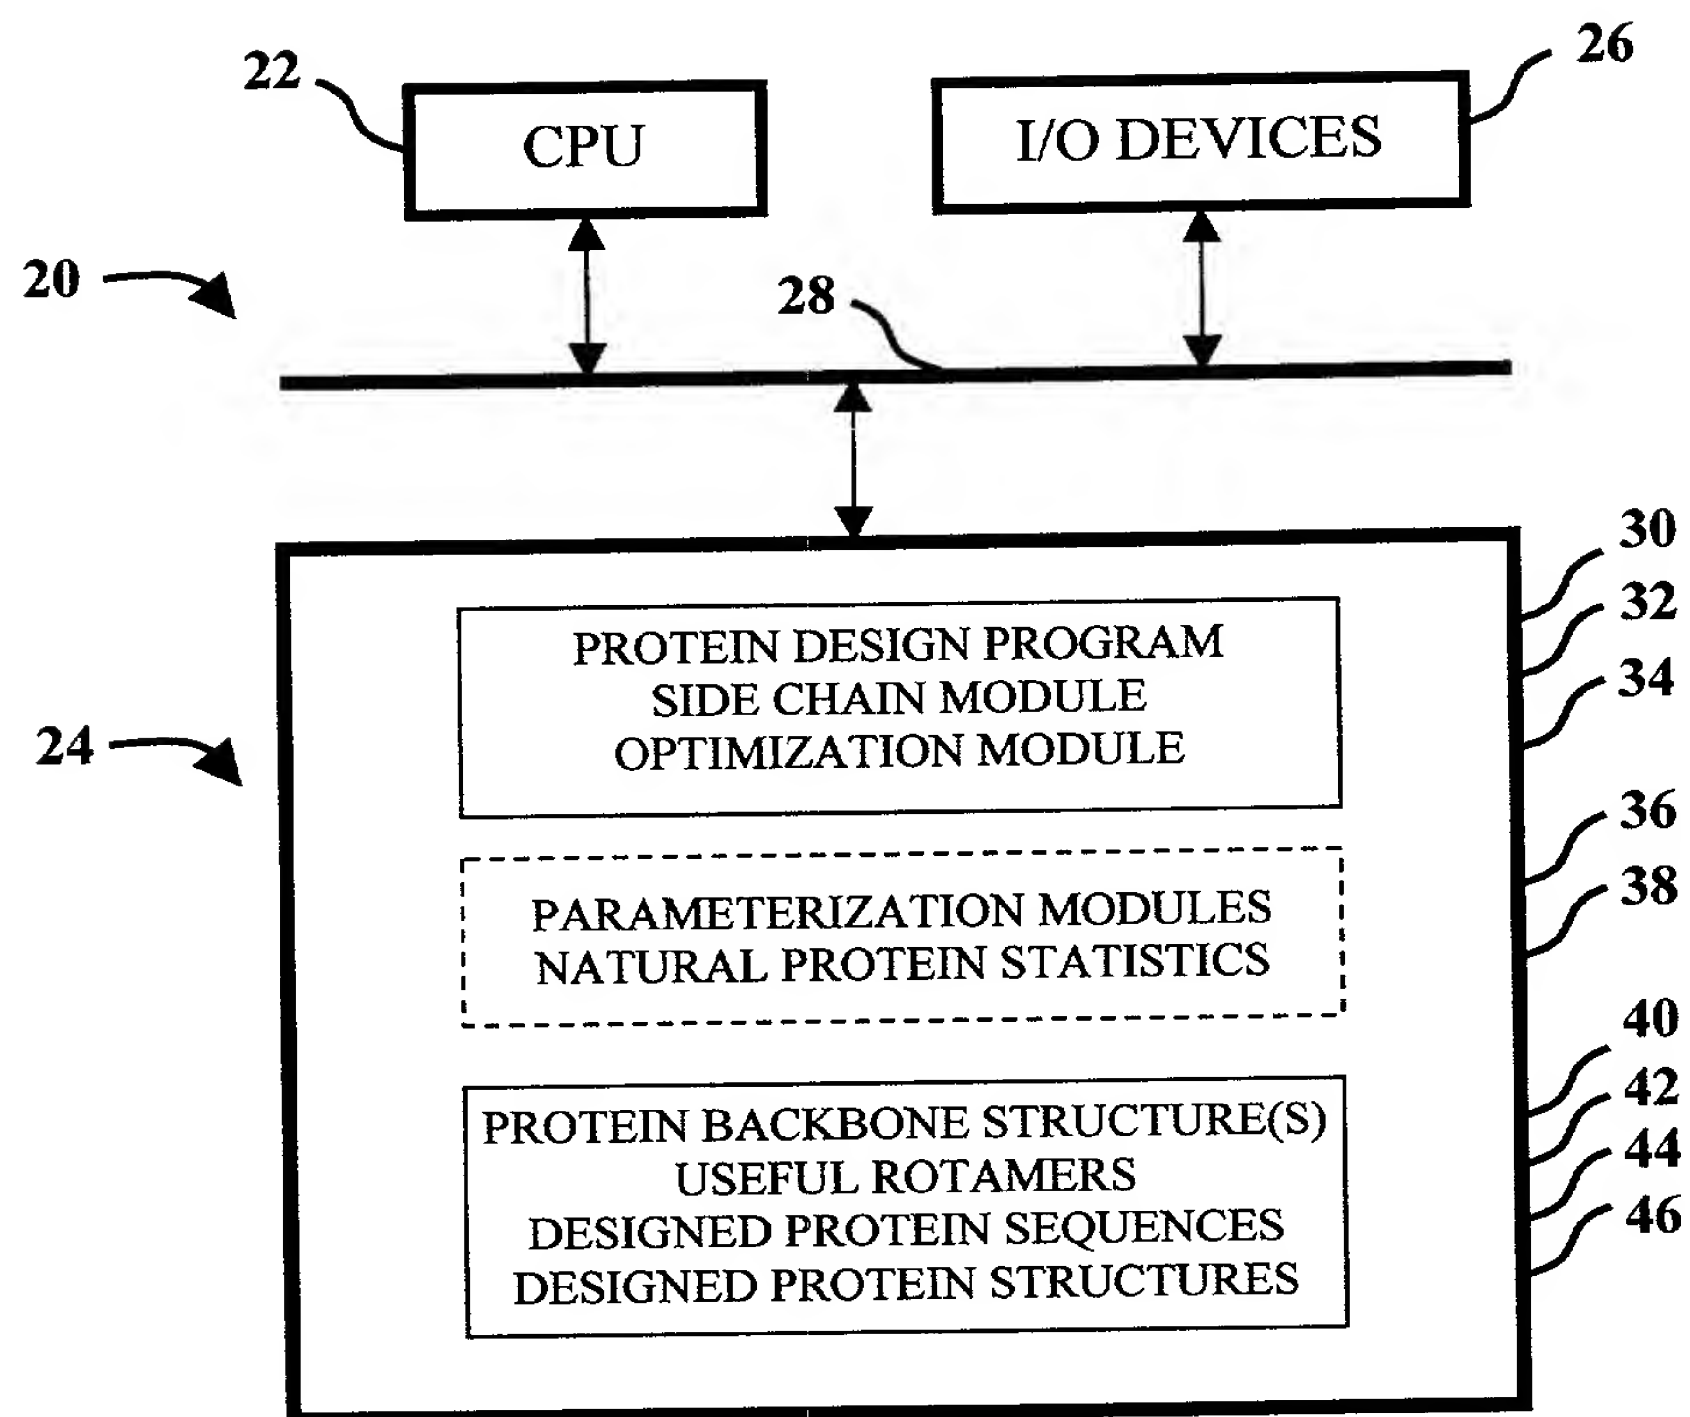 22
CPU
I/O DEVICES
26
20
28
30
32
34
24
PROTEIN DESIGN PROGRAM
SIDE CHAIN MODULE
OPTIMIZATION MODULE
36
38
PARAMETERIZATION MODULES
NATURAL PROTEIN STATISTICS
40
42
44
46
PROTEIN BACKBONE STRUCTURE(S)
USEFUL ROTAMERS
DESIGNED PROTEIN SEQUENCES
DESIGNED PROTEIN STRUCTURES